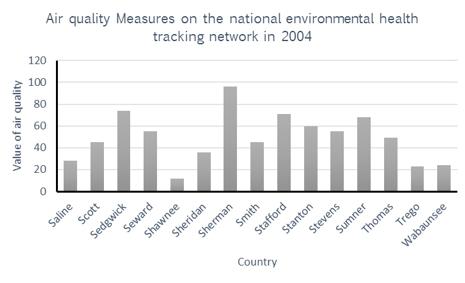 Air quality Measures on the national environmental health
tracking network in 2004
Value of air quality
120
100
80
60
40
20
0
Saline
Scott
Sedgwick
Seward
Shawnee
Sheridan
Sherman
Smith
Stafford
Stanton
Stevens
Sumner
Thomas
Trego
Wabaunsee
Country